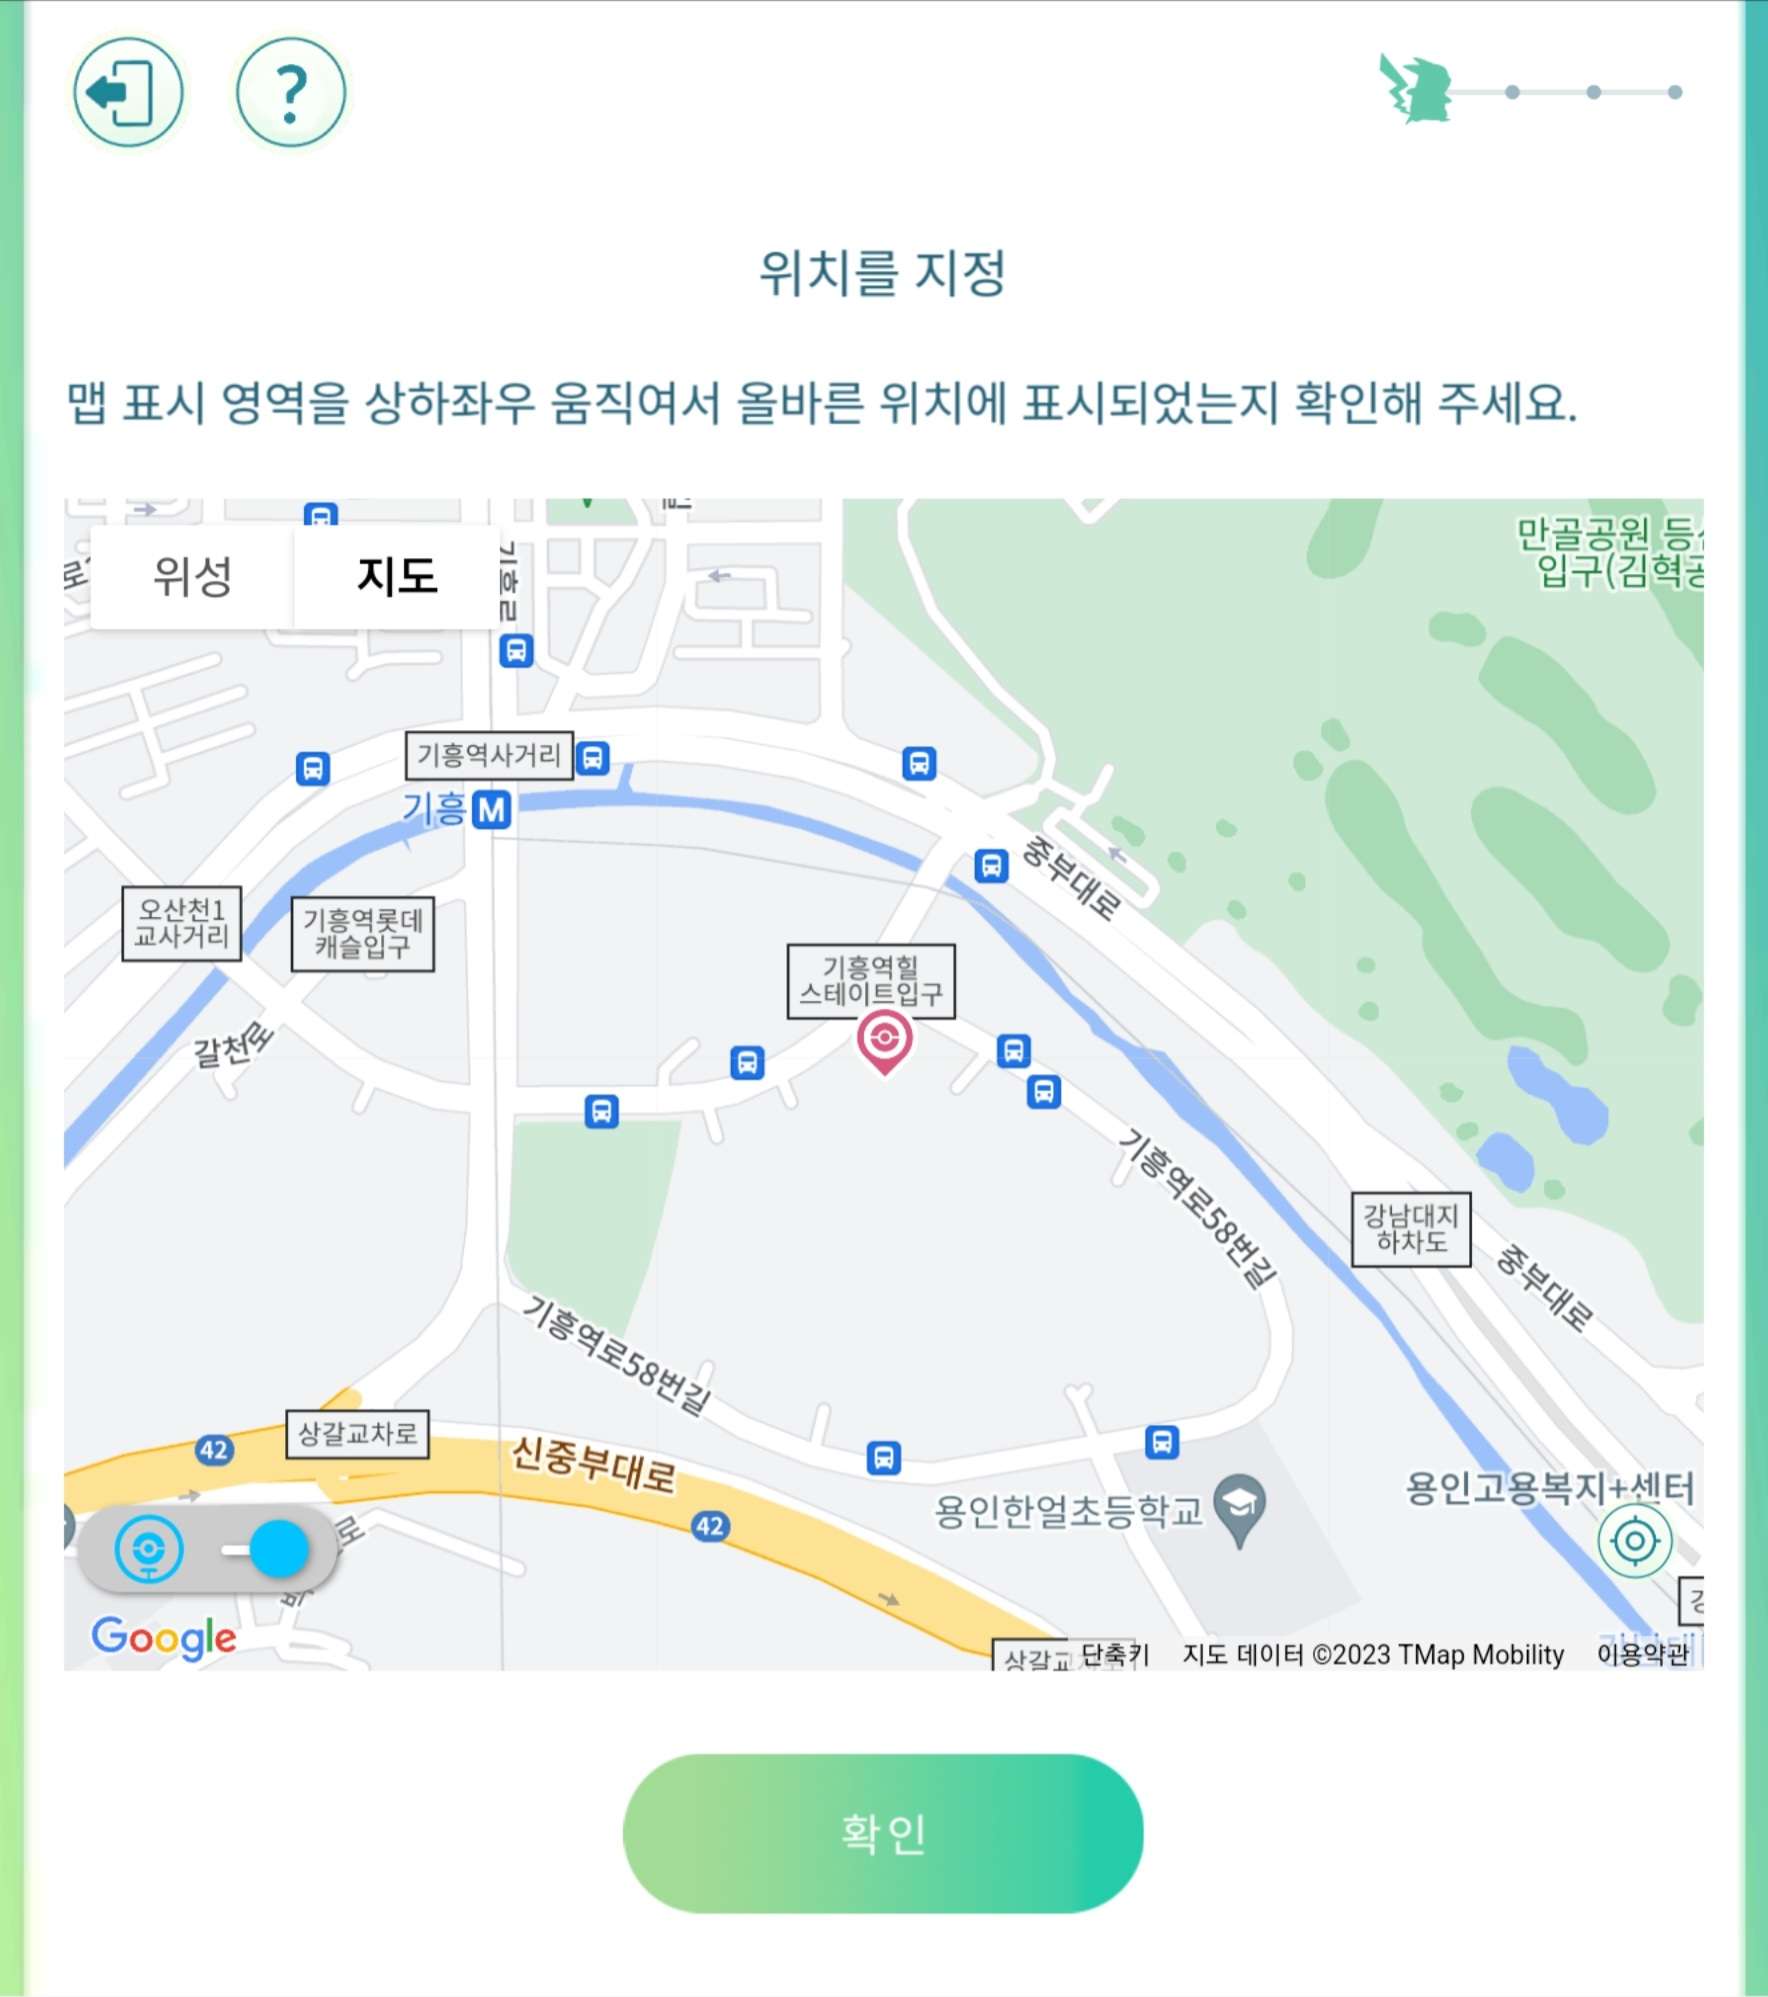 ?
위치를 지정
맵 표시 영역을 상하좌우 움직여서 올바른 위치에 표시되었는지 확인해 주세요.
위성
지도
만골공원
입구(김혁공
기흥역사거리
기흥 M
중부대로
오산천1
교사거리
기흥역롯데
캐슬입구
기흥역힐
스테이트입구
갈천로
기흥역로58번길
강남대지
하차도
중부대로
기흥역로58번길
상갈교차로
42
신중부대로
42
용인한얼초등학교
용인고용복지+센터
Google
단축키
지도 데이터 ©2023 TMap Mobility
이용약관
확인